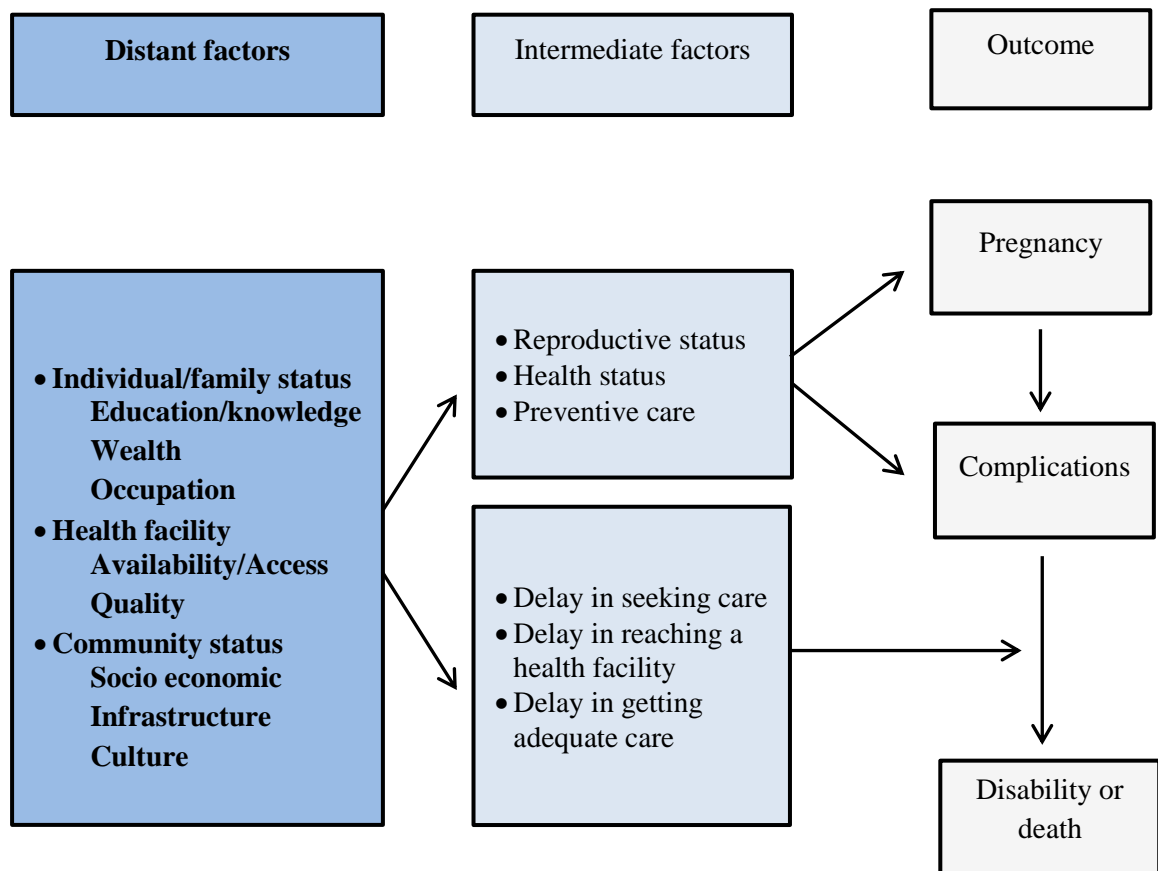 Distant factors
Intermediate factors
Outcome
• Individual/family status
Education/knowledge
Wealth
Occupation
• Health facility
Availability/Access
Quality
• Community status
Socio economic
Infrastructure
Culture
• Reproductive status
• Health status
• Preventive care
• Delay in seeking care
• Delay in reaching a
health facility
• Delay in getting
adequate care
Pregnancy
Complications
Disability or
death